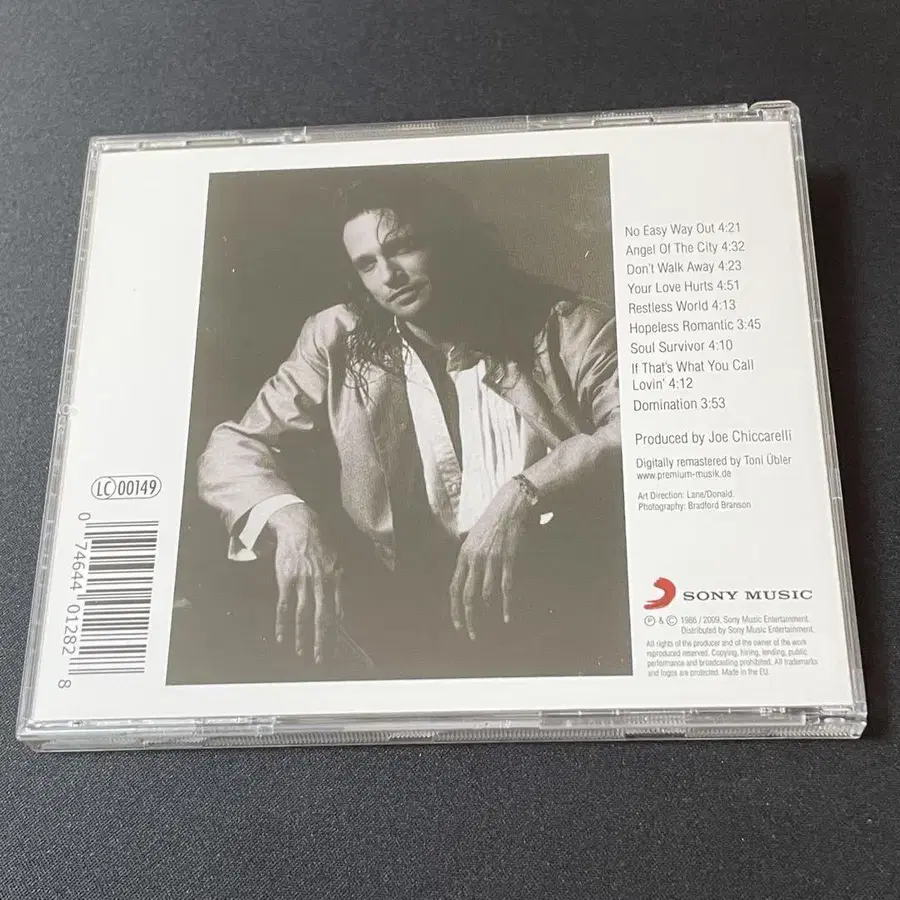 No Easy Way Out 4:21
Angel Of The City 4:32
Don't Walk Away 4:23
Your Love Hurts 4:51
Restless World 4:13
Hopeless Romantic 3:45
Soul Survivor 4:10
If That's What You Call
Lovin' 4:12
Domination 3:53
Produced by Joe Chiccarelli
Digitally remastered by Toni Übler
www.premium-musik.de
Art Direction: Lane/Donald.
Photography: Bradford Branson
LC 00149
0 74644 01282 8
SONY MUSIC
℗ & © 1986 / 2009, Sony Music Entertainment.
Distributed by Sony Music Entertainment.
All rights of the producer and of the owner of the work
reproduced reserved. Copying, hiring, lending, public
performance and broadcasting prohibited. All trademarks
and logos are protected. Made in the EU.